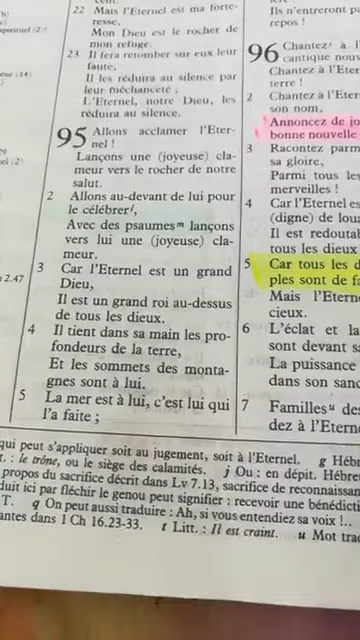 22 Mais l'Eternel est ma forte-
resse,
Mon Dieu est le rocher de
mon refuge.
23 Il fera retomber sur eux leur
faute,
Il les réduira au silence par
leur méchanceté ;
L'Eternel, notre Dieu, les
réduira au silence.
95 Allons acclamer l'Eter-
nel !
Lançons une (joyeuse) cla-
meur vers le rocher de notre
salut.
2 Allons au-devant de lui pour
le célébrer,
Avec des psaumes m lançons
vers lui une (joyeuse) cla-
meur.
3 Car l'Eternel est un grand
Dieu,
Il est un grand roi au-dessus
de tous les dieux.
4 Il tient dans sa main les pro-
fondeurs de la terre,
Et les sommets des monta-
gnes sont à lui.
5 La mer est à lui, c'est lui qui
l'a faite ;
2.47
Ils n'entreront
repos !
96 Chantez à
cantique
Chantez à l'Eter
terre !
2 Chantez à l'Eter
son nom,
Annoncez de jo
bonne nouvelle
3 Racontez parm
sa gloire,
Parmi tous les
merveilles !
4 Car l'Eternel es
(digne) de lou
Il est redoutab
tous les dieux
5 Car tous les d
ples sont de fa
Mais l'Etern
cieux.
6 L'éclat et la
sont devant s
La puissance
dans son sanc
7 Familles u des
dez à l'Eterne
qui peut s'appliquer soit au jugement, soit à l'Eternel. g Hébr
t. : le trône, ou le siège des calamités. j Ou : en dépit. Hébre
propos du sacrifice décrit dans Lv 7.13, sacrifice de reconnaissan
duit ici par fléchir le genou peut signifier : recevoir une bénédicti
T. q On peut aussi traduire : Ah, si vous entendiez sa voix !..
antes dans 1 Ch 16.23-33. t Litt. : Il est craint. u Mot tra